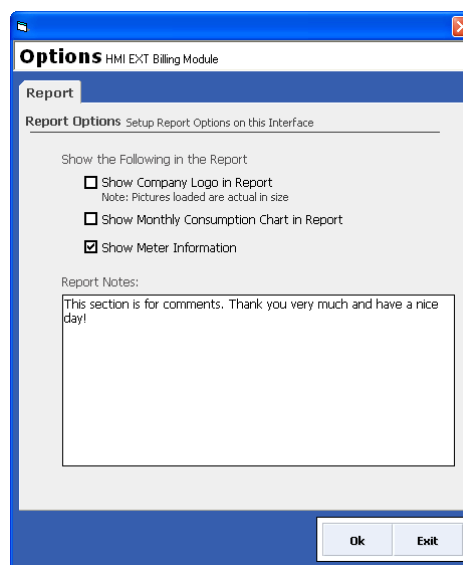 Options HMI EXT Billing Module
Report
Report Options Setup Report Options on this Interface
Show the Following in the Report
Show Company Logo in Report
Note: Pictures loaded are actual in size
Show Monthly Consumption Chart in Report
Show Meter Information
Report Notes:
This section is for comments. Thank you very much and have a nice
day!
Ok Exit